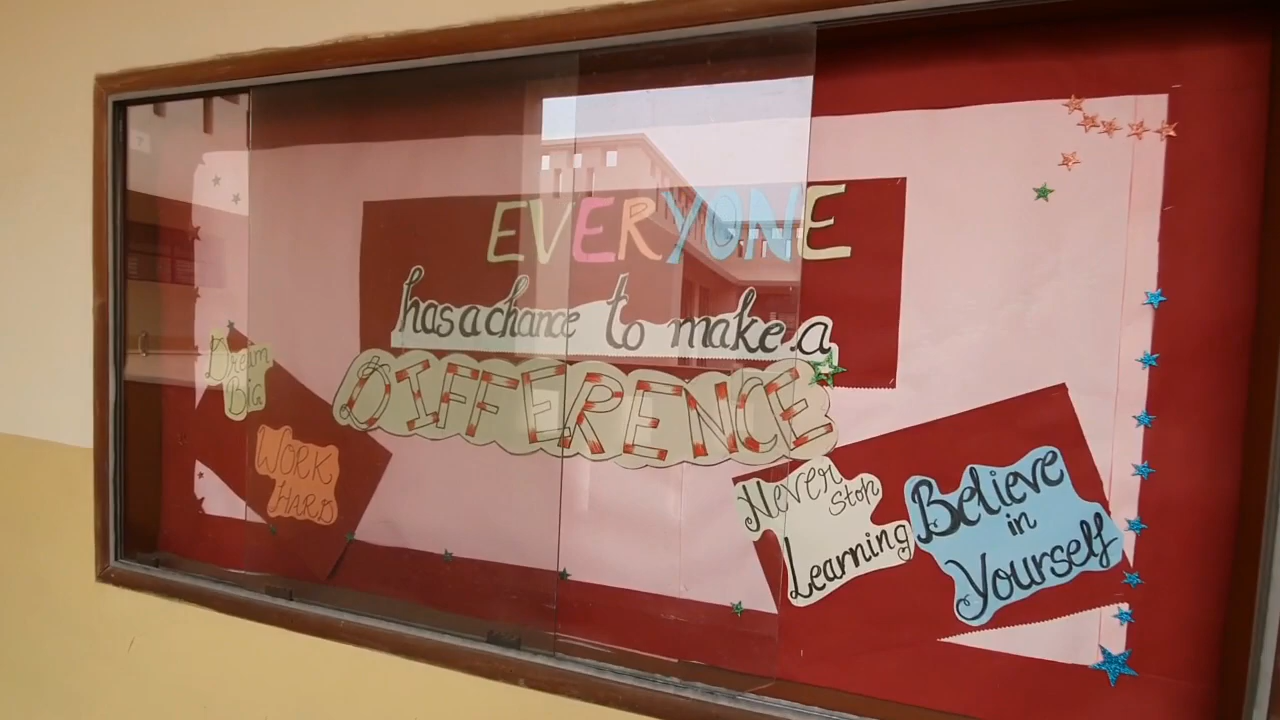 EVERYONE
has a chance to make a
DIFFERENCE
Dream
Big
WORK
HARD
Never
Stop
Learning
Believe
in
Yourself